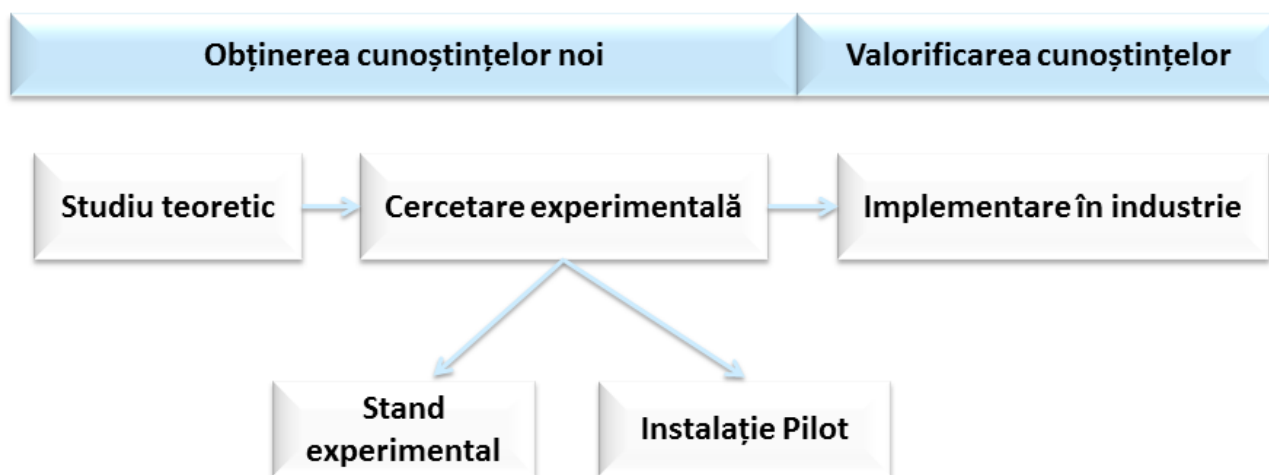 Obținerea cunoștințelor noi
Valorificarea cunoștințelor
Studiu teoretic
Cercetare experimentală
Implementare în industrie
Stand
experimental
Instalație Pilot